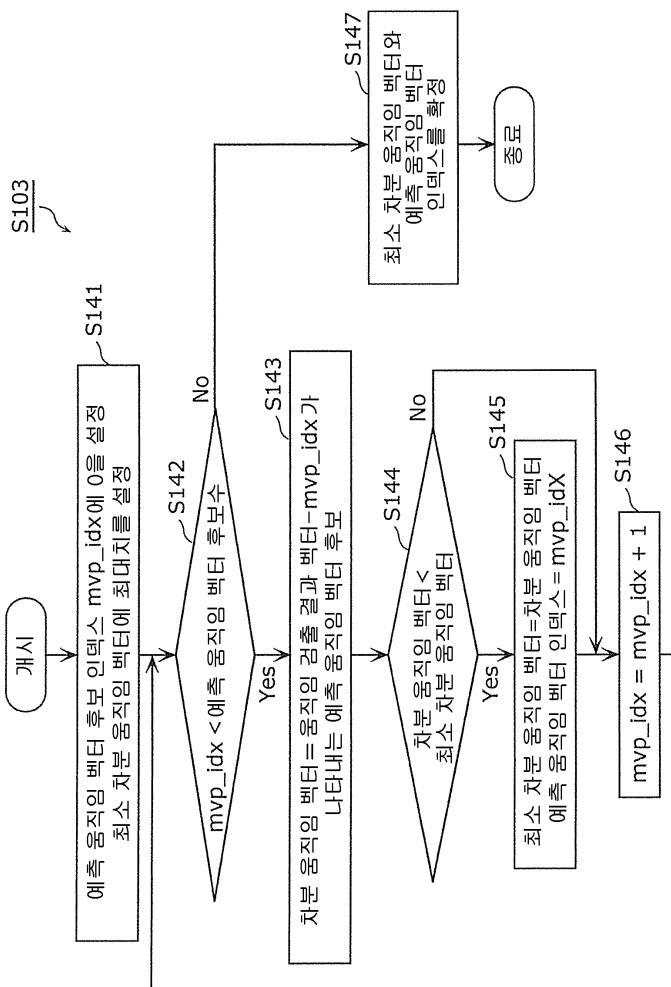 S103
개시
S141
예측 움직임 벡터 후보 인덱스 mvp_idx에 0을 설정
최소 차분 움직임 벡터에 최대치를 설정
S142
mvp_idx <예측 움직임 벡터 후보수
No
Yes
S143
차분 움직임 벡터=움직임 검출 결과 벡터-mvp_idx가
나타내는 예측 움직임 벡터 후보
S144
차분 움직임 벡터<
최소 차분 움직임 벡터
No
Yes
S145
최소 차분 움직임 벡터=차분 움직임 벡터
예측 움직임 벡터 인덱스=mvp_idX
S146
mvp_idx = mvp_idx + 1
S147
최소 차분 움직임 벡터와
예측 움직임 벡터
인덱스를 확정
종료